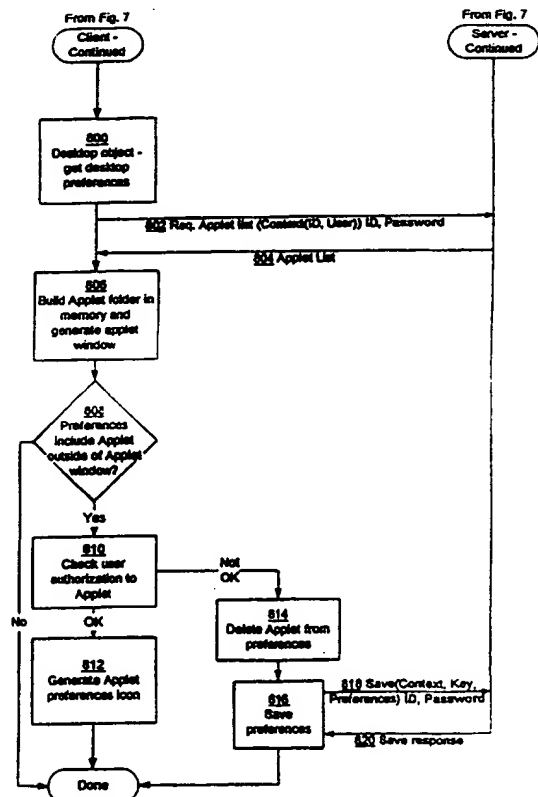 From Fig. 7
Client -
Continued
From Fig. 7
Server -
Continued
800
Desktop object -
get desktop
preferences
802 Req. Applet list (Context(ID, User)) ID, Password
804 Applet List
806
Build Applet folder in
memory and
generate applet
window
808
Preferences
include Applet
outside of Applet
window?
Yes
No
810
Check user
authorization to
Applet
Not
OK
OK
812
Generate Applet
preferences icon
814
Delete Applet from
preferences
816
Save
preferences
818 Save(Context, Key,
Preferences) ID, Password
820 Save response
Done